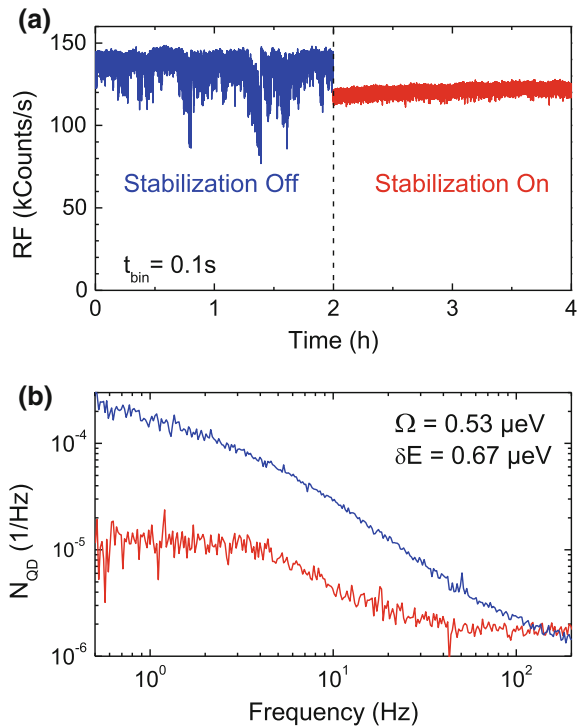 (a)
150
100
50
0
RF (kCounts/s)
Stabilization Off
Stabilization On
t_bin = 0.1s
0 1 2 3 4
Time (h)
(b)
10^-4
10^-5
10^-6
N_QD (1/Hz)
Ω = 0.53 µeV
δE = 0.67 µeV
10^0 10^1 10^2
Frequency (Hz)